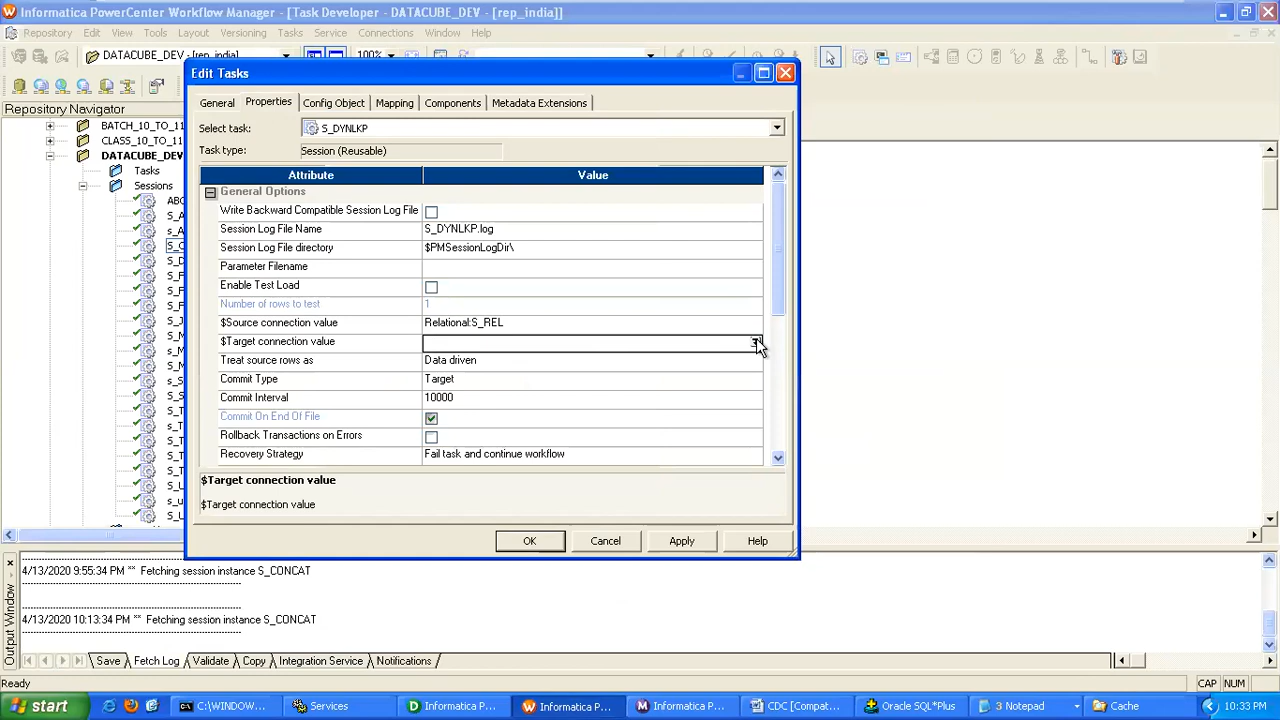 Informatica PowerCenter Workflow Manager - [Task Developer - DATACUBE_DEV - [rep_india]]
Repository Edit View Tools Layout Versioning Tasks Service Connections Window Help
DATACUBE_DEV - [rep_india] 100%
Repository Navigator
BATCH_10_TO_11
CLASS_10_TO_11
DATACUBE_DEV
Tasks
Sessions
Edit Tasks
General Properties Config Object Mapping Components Metadata Extensions
Select task: S_DYNLKP
Task type: Session (Reusable)
Attribute Value
General Options
Write Backward Compatible Session Log File
Session Log File Name S_DYNLKP.log
Session Log File directory $PMSessionLogDir\
Parameter Filename
Enable Test Load
Number of rows to test 1
$Source connection value Relational:S_REL
$Target connection value
Treat source rows as Data driven
Commit Type Target
Commit Interval 10000
Commit On End Of File
Rollback Transactions on Errors
Recovery Strategy Fail task and continue workflow
$Target connection value
$Target connection value
OK Cancel Apply Help
Output Window
4/13/2020 9:55:34 PM ** Fetching session instance S_CONCAT
4/13/2020 10:13:34 PM ** Fetching session instance S_CONCAT
Save Fetch Log Validate Copy Integration Service Notifications
Ready CAP NUM
start C:\WINDOW... Services Informatica P... Informatica P... Informatica P... CDC [Compat... Oracle SQL*Plus 3 Notepad Cache 10:33 PM